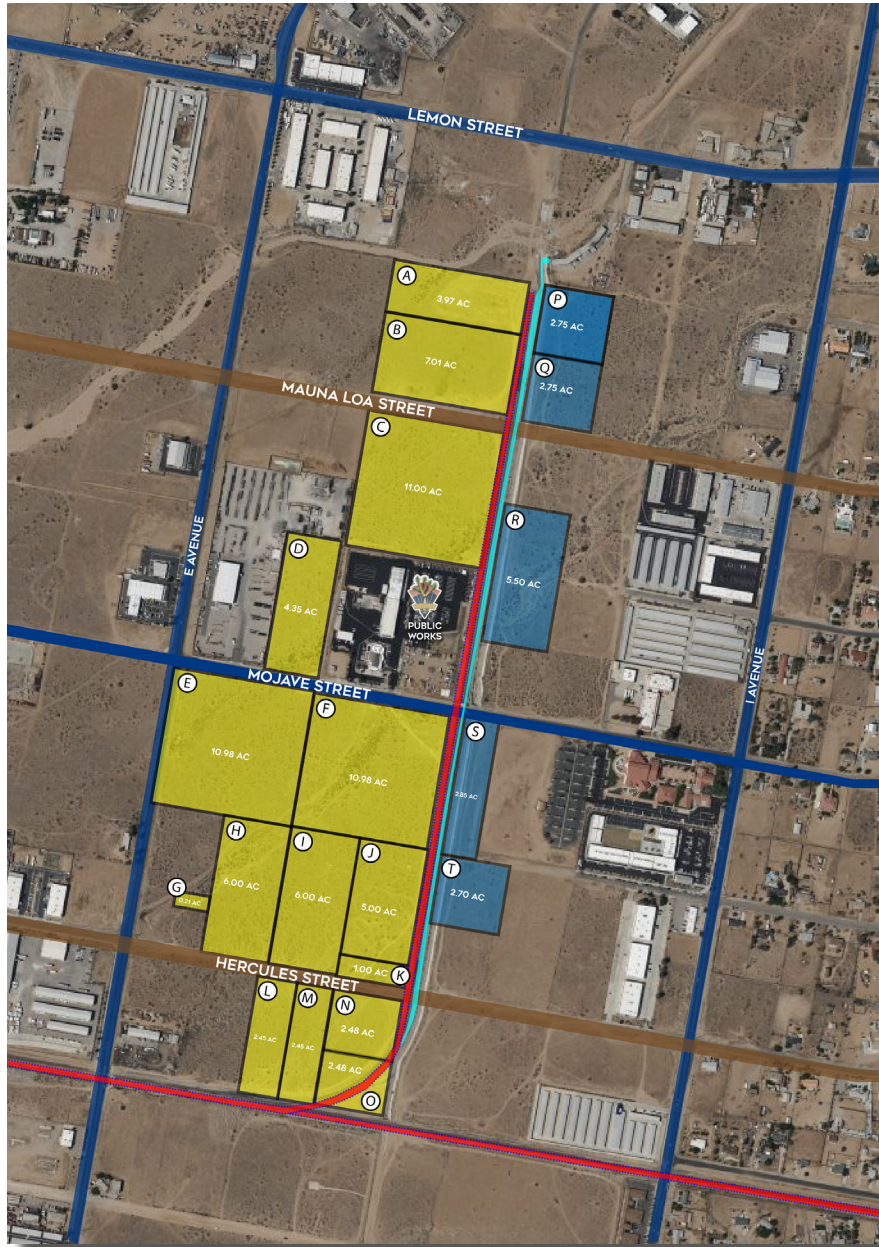 LEMON STREET
A
3.97 AC
P
2.75 AC
B
7.01 AC
Q
2.75 AC
MAUNA LOA STREET
C
11.00 AC
R
5.50 AC
E AVENUE
D
4.35 AC
PUBLIC
WORKS
I AVENUE
MOJAVE STREET
E
10.98 AC
F
10.98 AC
S
2.85 AC
H
6.00 AC
I
6.00 AC
J
5.00 AC
T
2.70 AC
G
0.21 AC
K
1.00 AC
HERCULES STREET
L
2.45 AC
M
2.48 AC
N
2.48 AC
2.48 AC
O